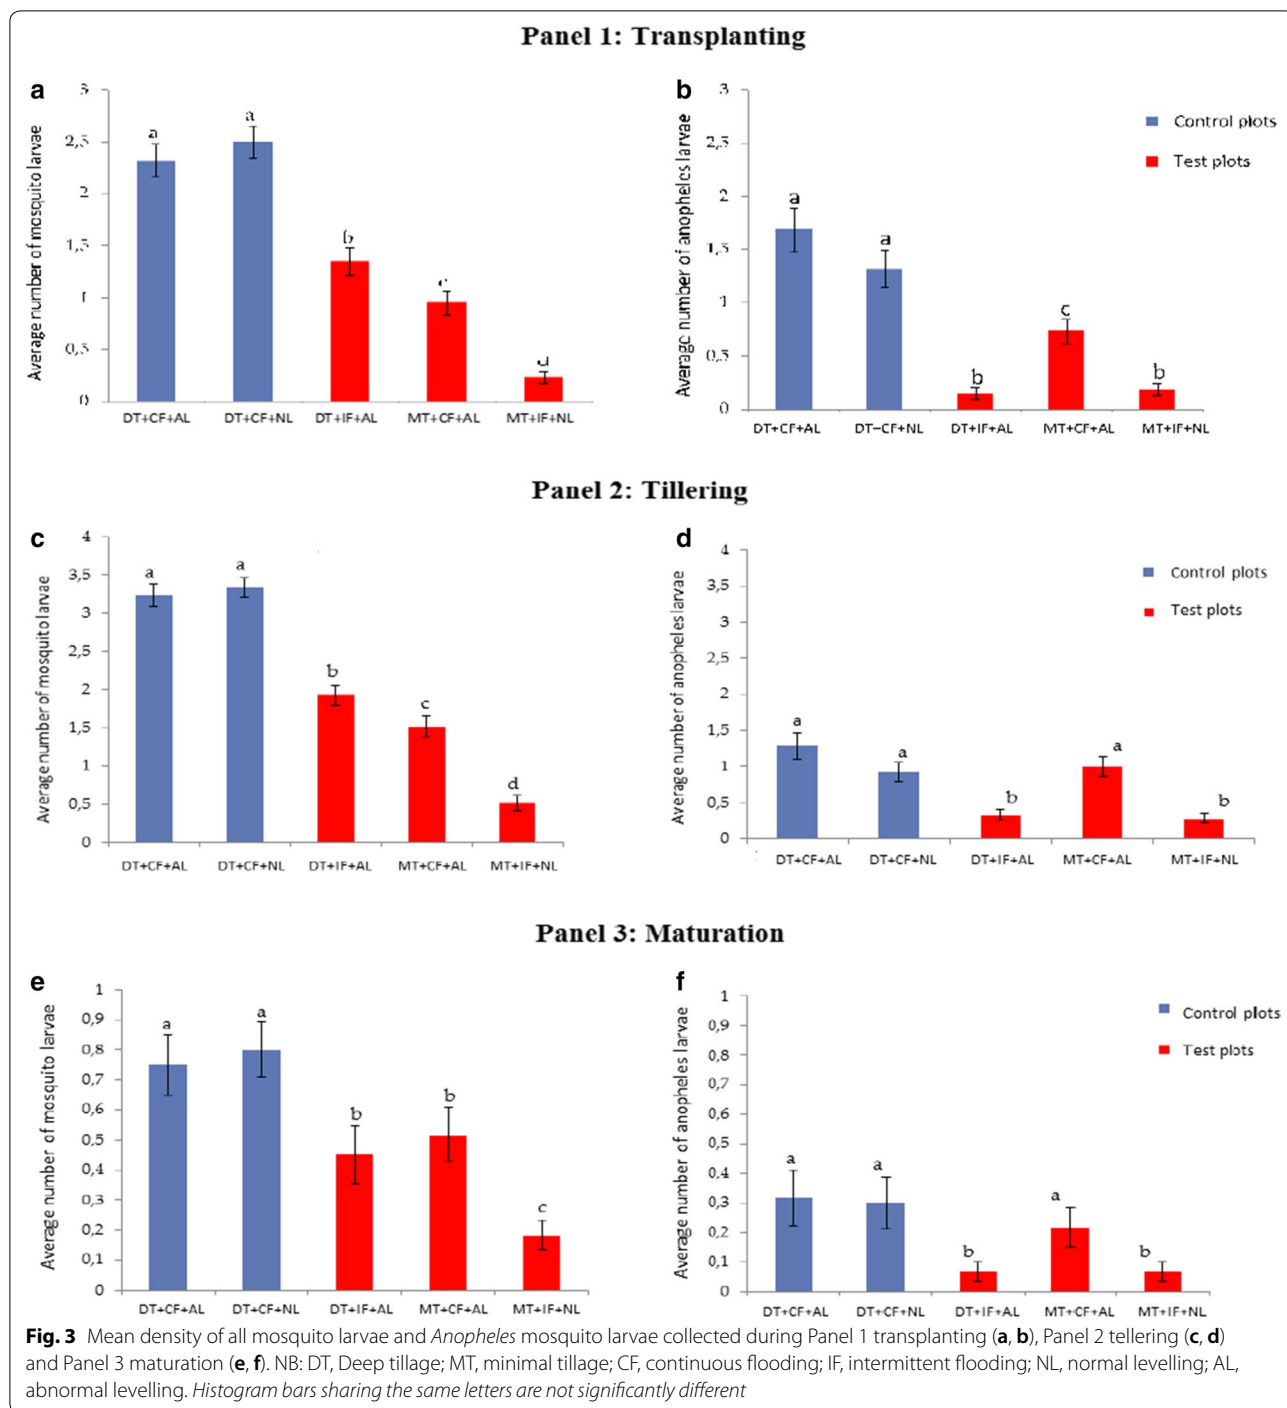 Panel 1: Transplanting
a
Average number of mosquito larvae
3
2,5
2
1,5
1
0,5
0
a
a
b
c
d
DT+CF+AL
DT+CF+NL
DT+IF+AL
MT+CF+AL
MT+IF+NL
b
Average number of anopheles larvae
3
2,5
2
1,5
1
0,5
0
a
a
b
c
b
DT+CF+AL
DT–CF+NL
DT+IF+AL
MT+CF+AL
MT+IF+NL
Control plots
Test plots
Panel 2: Tillering
c
Average number of mosquito larvae
4
3,5
3
2,5
2
1,5
1
0,5
0
a
a
b
c
d
DT+CF+AL
DT+CF+NL
DT+IF+AL
MT+CF+AL
MT+IF+NL
d
Average number of anopheles larvae
4
3,5
3
2,5
2
1,5
1
0,5
0
a
a
b
a
b
DT+CF+AL
DT+CF+NL
DT+IF+AL
MT+CF+AL
MT+IF+NL
Control plots
Test plots
Panel 3: Maturation
e
Average number of mosquito larvae
1
0,9
0,8
0,7
0,6
0,5
0,4
0,3
0,2
0,1
0
a
a
b
b
c
DT+CF+AL
DT+CF+NL
DT+IF+AL
MT+CF+AL
MT+IF+NL
f
Average number of anopheles larvae
1
0,9
0,8
0,7
0,6
0,5
0,4
0,3
0,2
0,1
0
a
a
b
a
b
DT+CF+AL
DT+CF+NL
DT+IF+AL
MT+CF+AL
MT+IF+NL
Control plots
Test plots
Fig. 3 Mean density of all mosquito larvae and Anopheles mosquito larvae collected during Panel 1 transplanting (a, b), Panel 2 tellering (c, d)
and Panel 3 maturation (e, f). NB: DT, Deep tillage; MT, minimal tillage; CF, continuous flooding; IF, intermittent flooding; NL, normal levelling; AL,
abnormal levelling. Histogram bars sharing the same letters are not significantly different